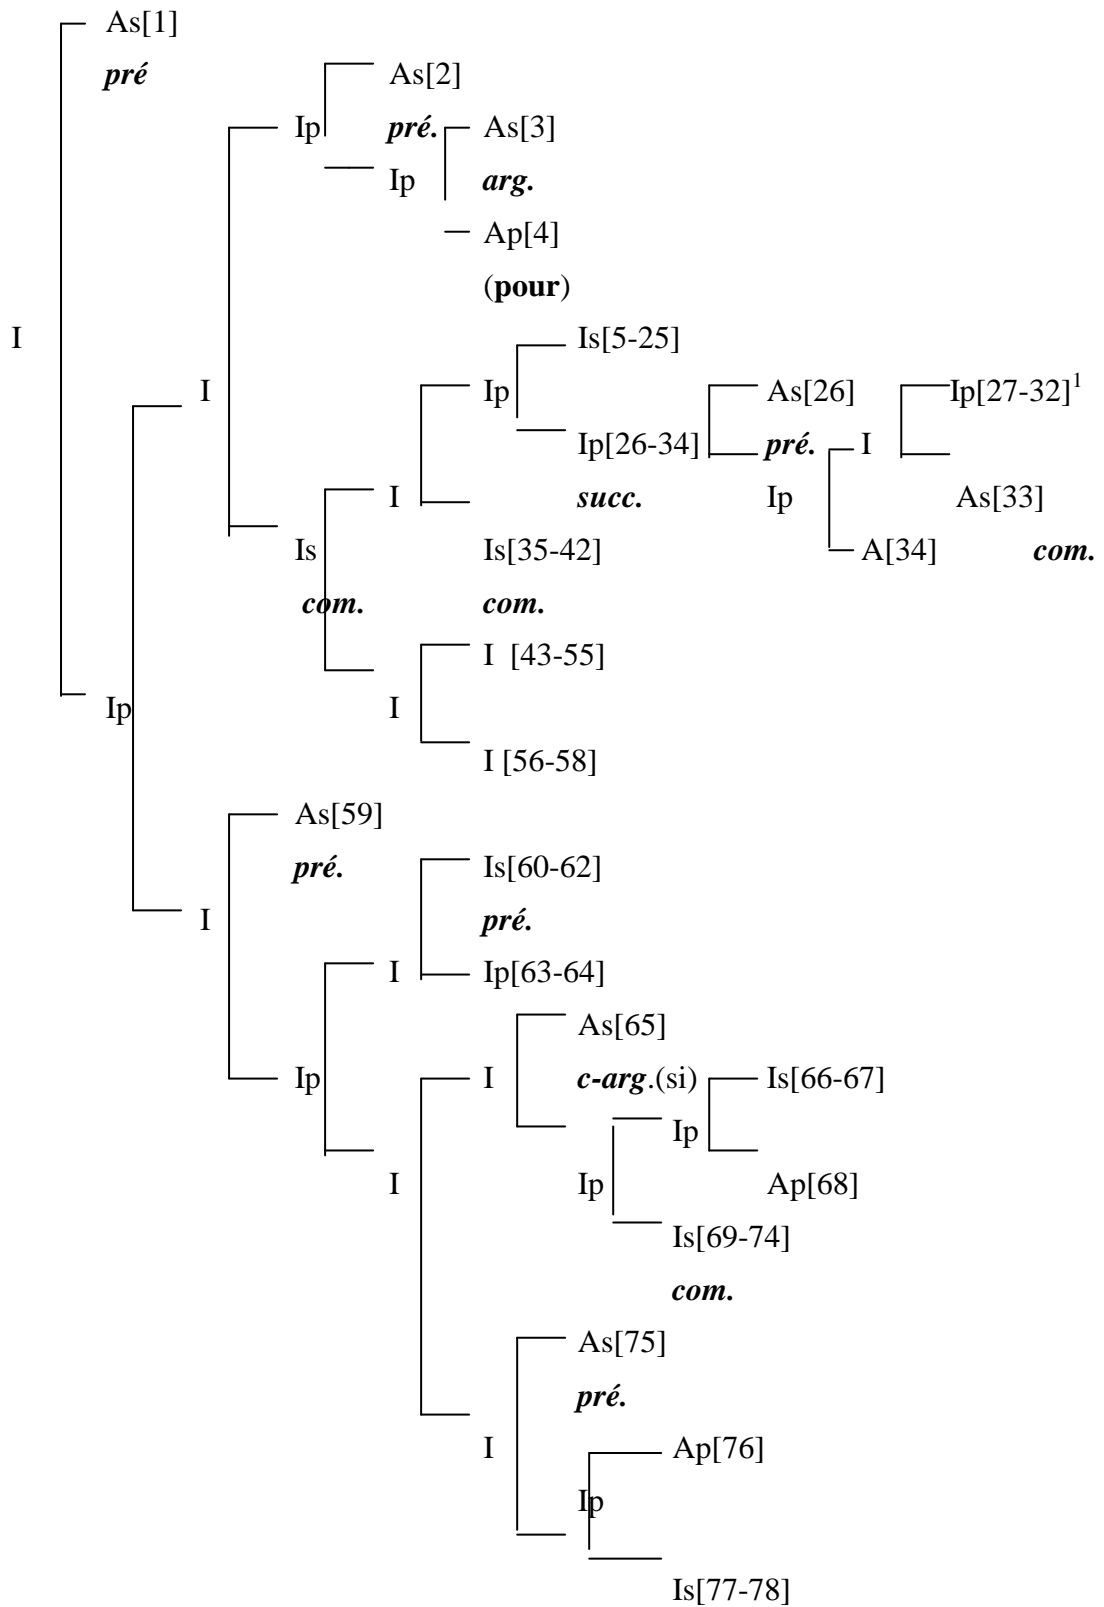 As[1]
pré
As[2]
Ip pré. As[3]
Ip arg.
Ap[4]
(pour)
I Is[5-25]
I Ip As[26] Ip[27-32]¹
Ip[26-34] pré. I
I succ. Ip As[33]
Is Is[35-42] A[34] com.
com. com.
I [43-55]
Ip I
I [56-58]
As[59]
pré. Is[60-62]
I pré.
I Ip[63-64]
As[65]
Ip I c-arg.(si) Is[66-67]
Ip
I Ip Ap[68]
Is[69-74]
com.
As[75]
pré.
I Ap[76]
Ip
Is[77-78]